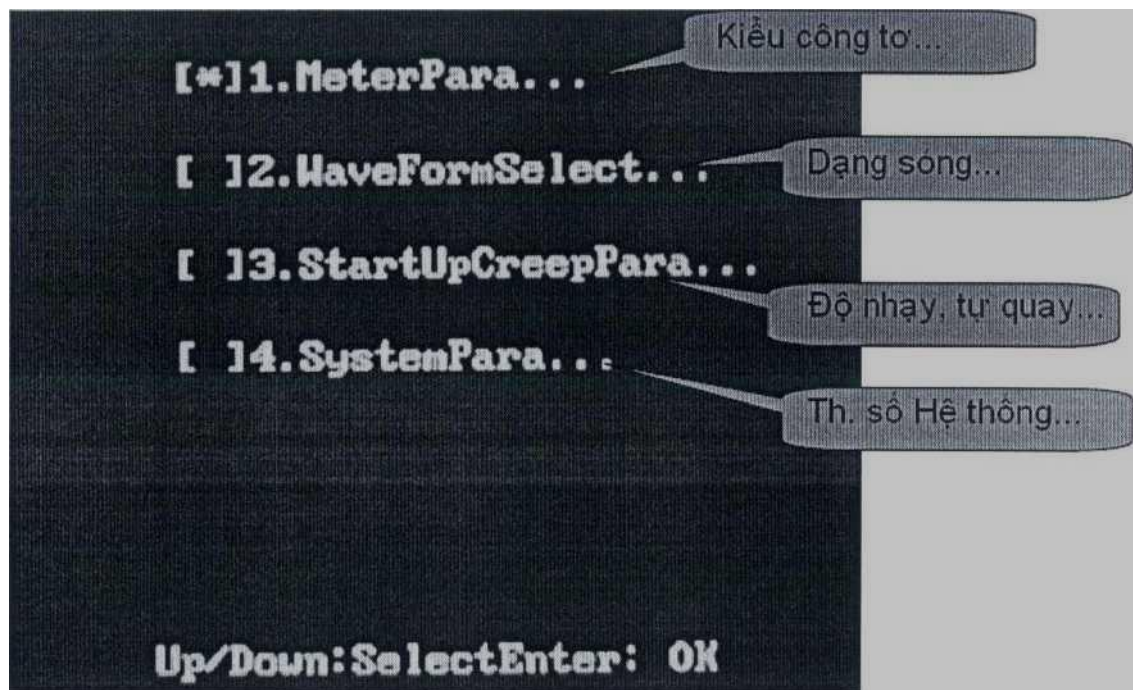 Kiểu công tơ...
[*]1.MeterPara...
[ ]2.WaveFormSelect...
Dạng sóng...
[ ]3.StartUpCreepPara...
Độ nhạy, tự quay...
[ ]4.SystemPara...
Th. số Hệ thông...
Up/Down:SelectEnter: OK